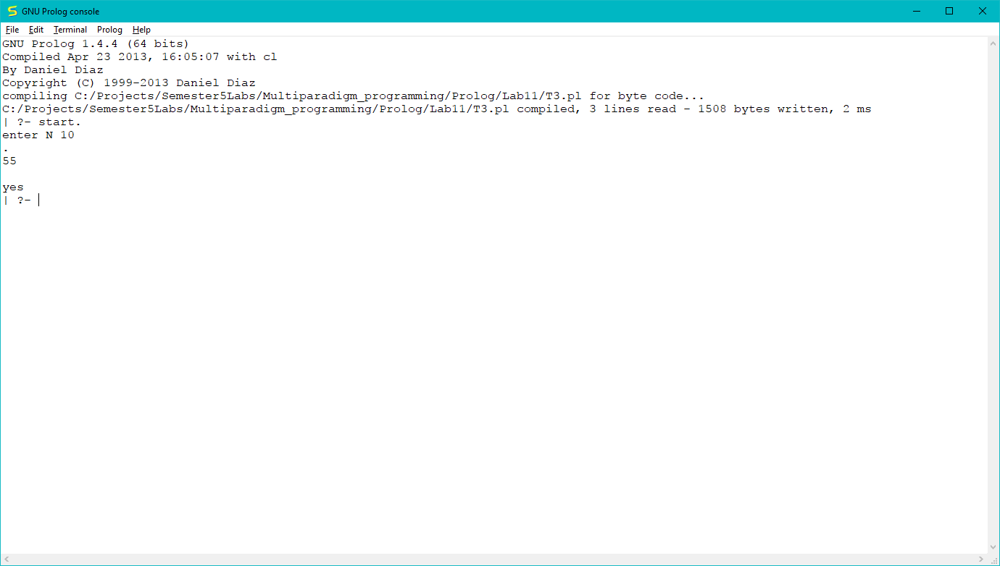 GNU Prolog console
File Edit Terminal Prolog Help
GNU Prolog 1.4.4 (64 bits)
Compiled Apr 23 2013, 16:05:07 with cl
By Daniel Diaz
Copyright (C) 1999-2013 Daniel Diaz
compiling C:/Projects/Semester5Labs/Multiparadigm_programming/Prolog/Lab11/T3.pl for byte code...
C:/Projects/Semester5Labs/Multiparadigm_programming/Prolog/Lab11/T3.pl compiled, 3 lines read - 1508 bytes written, 2 ms
| ?- start.
enter N 10
.
55
yes
| ?-